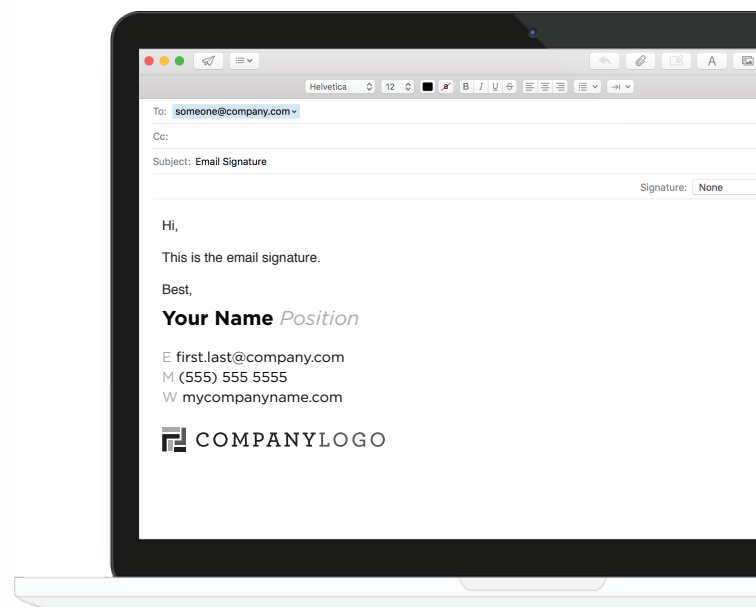 Helvetica 12 a B I U S
A
To: someone@company.com
Cc:
Subject: Email Signature
Signature: None
Hi,
This is the email signature.
Best,
Your Name Position
E first.last@company.com
M (555) 555 5555
W mycompanyname.com
COMPANYLOGO